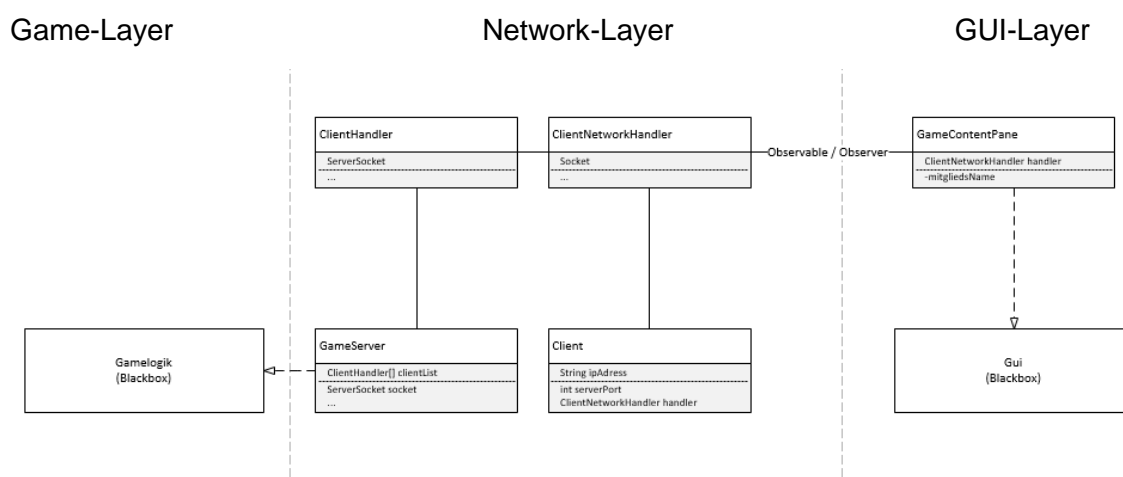 Game-Layer
Network-Layer
GUI-Layer
ClientHandler
ServerSocket
...
ClientNetworkHandler
Socket
...
Observable / Observer
GameContentPane
ClientNetworkHandler handler
-mitgliedsName
Gamelogik
(Blackbox)
GameServer
ClientHandler[] clientList
ServerSocket socket
...
Client
String ipAdress
int serverPort
ClientNetworkHandler handler
Gui
(Blackbox)